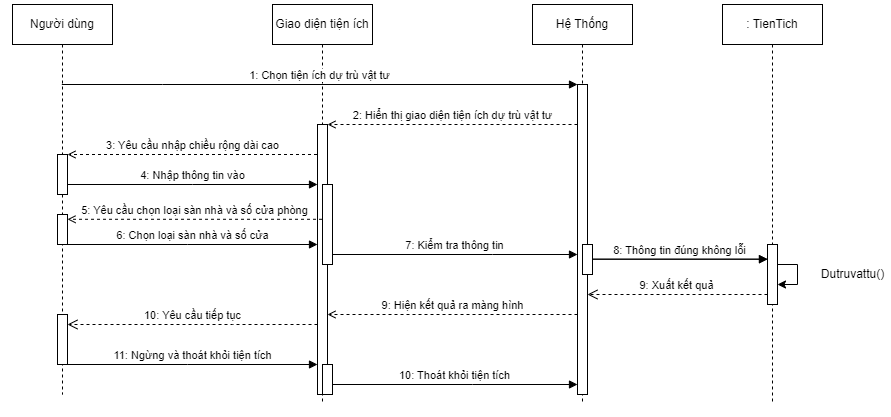 Người dùng
Giao diện tiện ích
Hệ Thống
: TienTich
1: Chọn tiện ích dự trù vật tư
2: Hiển thị giao diện tiện ích dự trù vật tư
3: Yêu cầu nhập chiều rộng dài cao
4: Nhập thông tin vào
5: Yêu cầu chọn loại sàn nhà và số cửa phòng
6: Chọn loại sàn nhà và số cửa
7: Kiểm tra thông tin
8: Thông tin đúng không lỗi
Dutruvattu()
9: Xuất kết quả
9: Hiện kết quả ra màng hình
10: Yêu cầu tiếp tục
11: Ngừng và thoát khỏi tiện tích
10: Thoát khỏi tiện tích